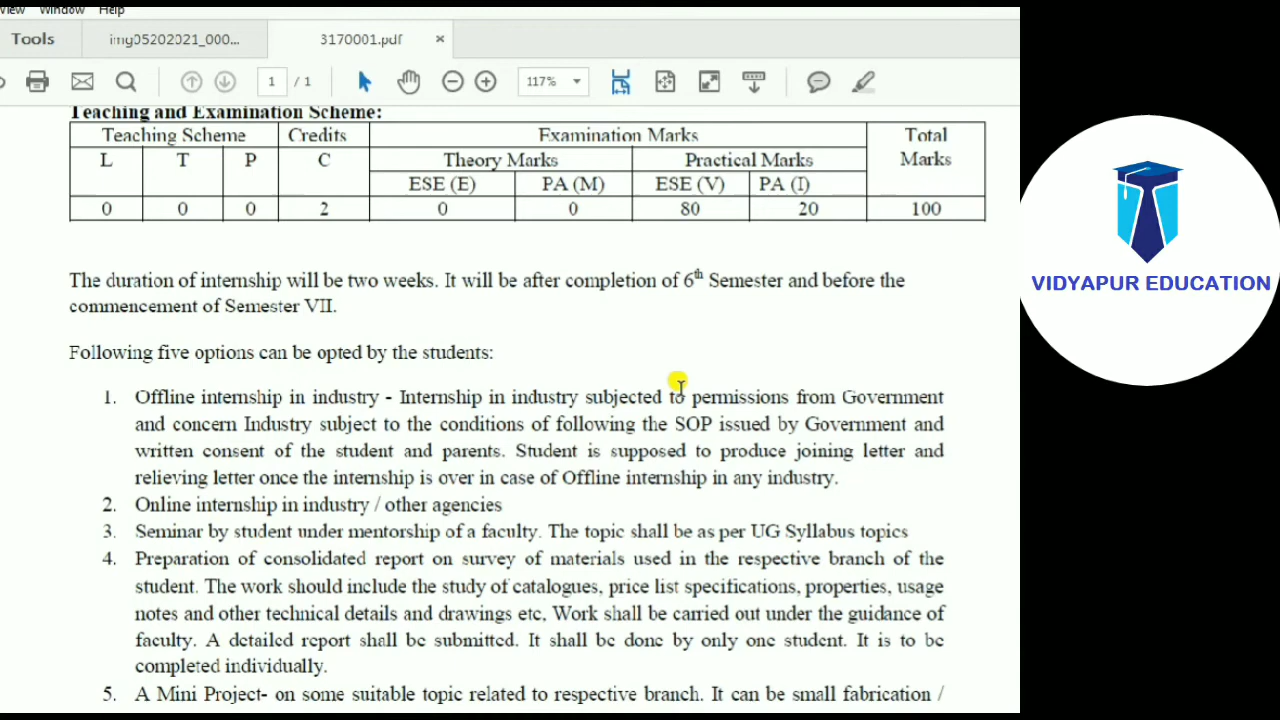 View Window Help
Tools img05202021_000... 3170001.pdf ×
1 / 1 117%
Teaching and Examination Scheme:
Teaching Scheme Credits Examination Marks Total Marks
L T P C Theory Marks Practical Marks
ESE (E) PA (M) ESE (V) PA (I)
0 0 0 2 0 0 80 20 100
The duration of internship will be two weeks. It will be after completion of 6th Semester and before the
commencement of Semester VII.
Following five options can be opted by the students:
1. Offline internship in industry - Internship in industry subjected to permissions from Government
and concern Industry subject to the conditions of following the SOP issued by Government and
written consent of the student and parents. Student is supposed to produce joining letter and
relieving letter once the internship is over in case of Offline internship in any industry.
2. Online internship in industry / other agencies
3. Seminar by student under mentorship of a faculty. The topic shall be as per UG Syllabus topics
4. Preparation of consolidated report on survey of materials used in the respective branch of the
student. The work should include the study of catalogues, price list specifications, properties, usage
notes and other technical details and drawings etc. Work shall be carried out under the guidance of
faculty. A detailed report shall be submitted. It shall be done by only one student. It is to be
completed individually.
5. A Mini Project- on some suitable topic related to respective branch. It can be small fabrication /
VIDYAPUR EDUCATION